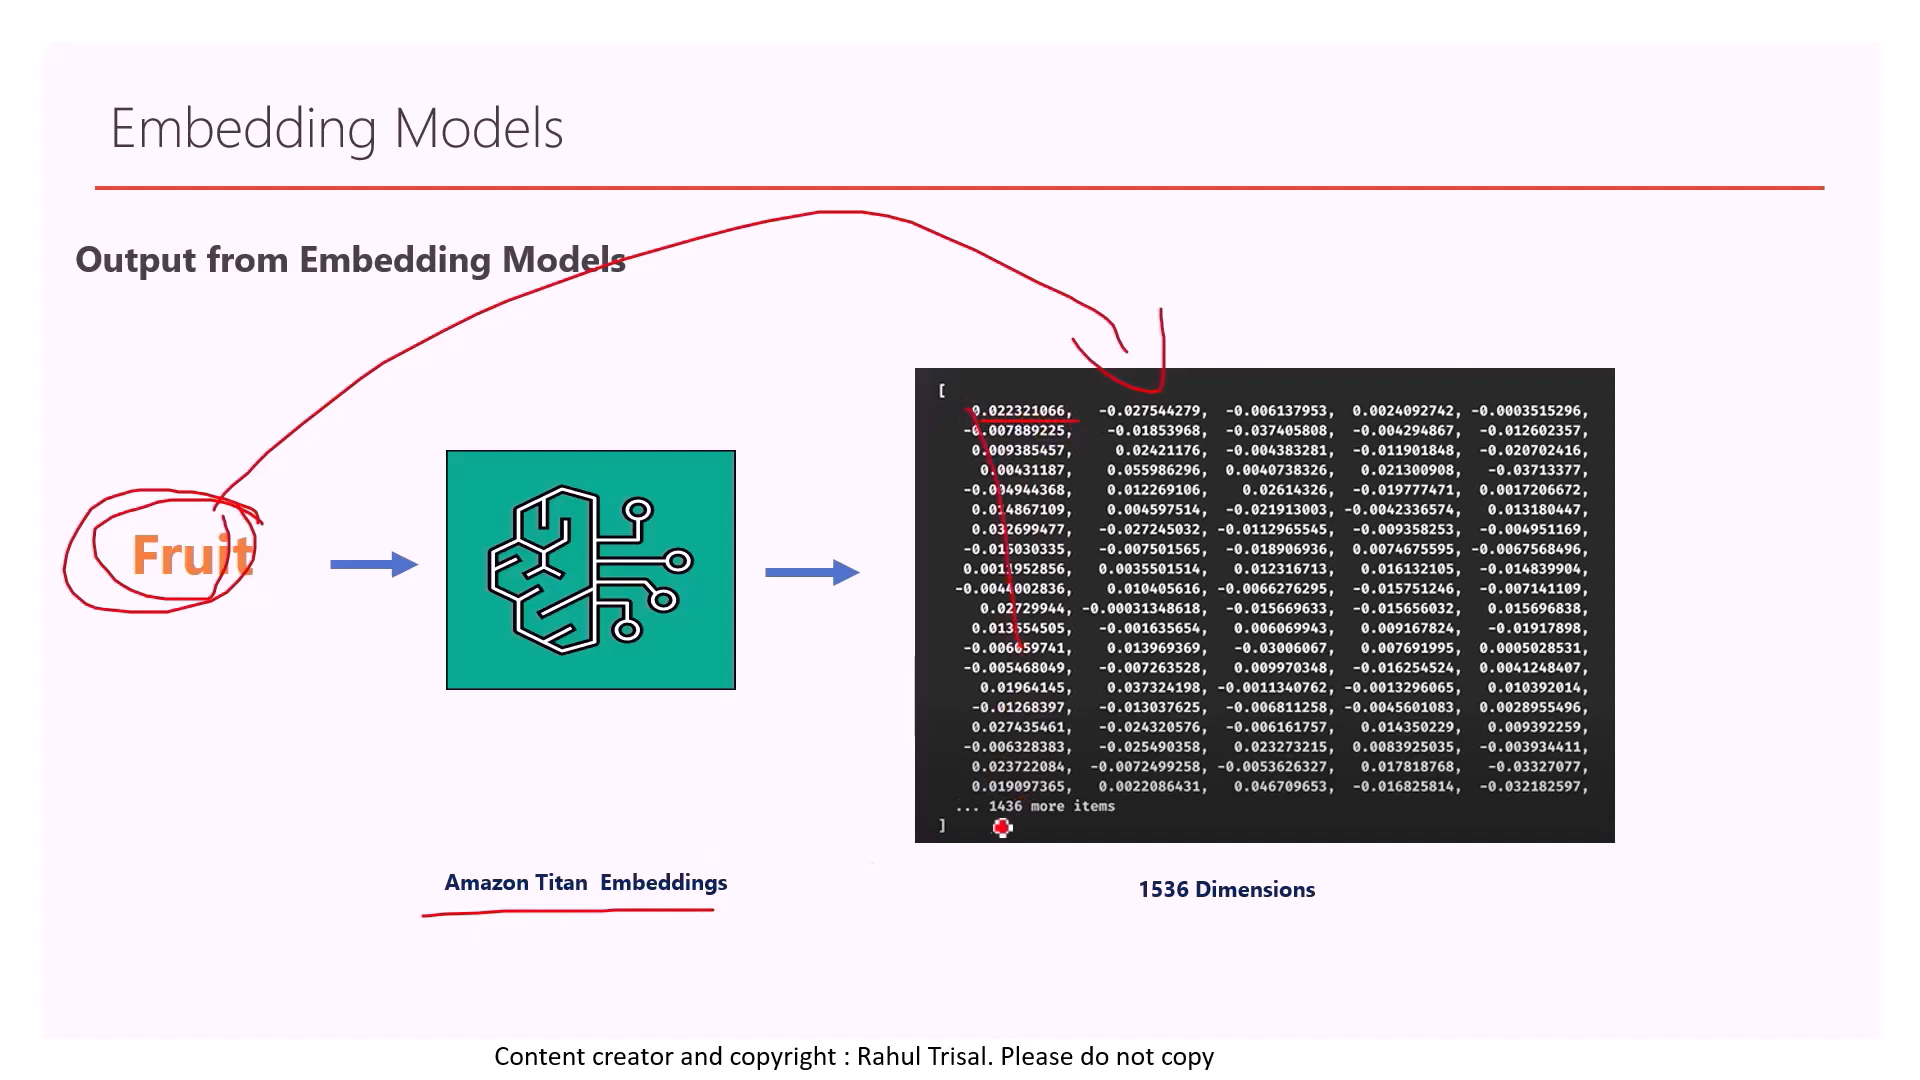 Embedding Models
Output from Embedding Models
Fruit
[
0.022321066, -0.027544279, -0.006137953, 0.0024092742, -0.0003515296,
-0.007889225, -0.01853968, -0.037405808, -0.004294867, -0.012602357,
0.009385457, 0.02421176, -0.004383281, -0.011901848, -0.020702416,
0.00431187, 0.055986296, 0.0040738326, 0.021300908, -0.03713377,
-0.004944368, 0.012269106, 0.02614326, -0.019777471, 0.0017206672,
0.014867109, 0.004597514, -0.021913003, -0.0042336574, 0.013180447,
0.032699477, -0.027245032, -0.0112965545, -0.009358253, -0.004951169,
-0.015030335, -0.007501565, -0.018906936, 0.0074675595, -0.0067568496,
0.0011952856, 0.0035501514, 0.012316713, 0.016132105, -0.014839904,
-0.0044002836, 0.010405616, -0.0066276295, -0.015751246, -0.007141109,
0.02729944, -0.00031348618, -0.015669633, -0.015656032, 0.015696838,
0.013554505, -0.001635654, 0.006069943, 0.009167824, -0.01917898,
-0.006059741, 0.013969369, -0.03006067, 0.007691995, 0.0005028531,
-0.005468049, -0.007263528, 0.009970348, -0.016254524, 0.0041248407,
0.01964145, 0.037324198, -0.0011340762, -0.0013296065, 0.010392014,
-0.01268397, -0.013037625, -0.006811258, -0.0045601083, 0.0028955496,
0.027435461, -0.024320576, -0.006161757, 0.014350229, 0.009392259,
-0.006328383, -0.025490358, 0.023273215, 0.0083925035, -0.003934411,
0.023722084, -0.0072499258, -0.0053626327, 0.017818768, -0.03327077,
0.019097365, 0.0022086431, 0.046709653, -0.016825814, -0.032182597,
... 1436 more items
]
Amazon Titan Embeddings
1536 Dimensions
Content creator and copyright : Rahul Trisal. Please do not copy